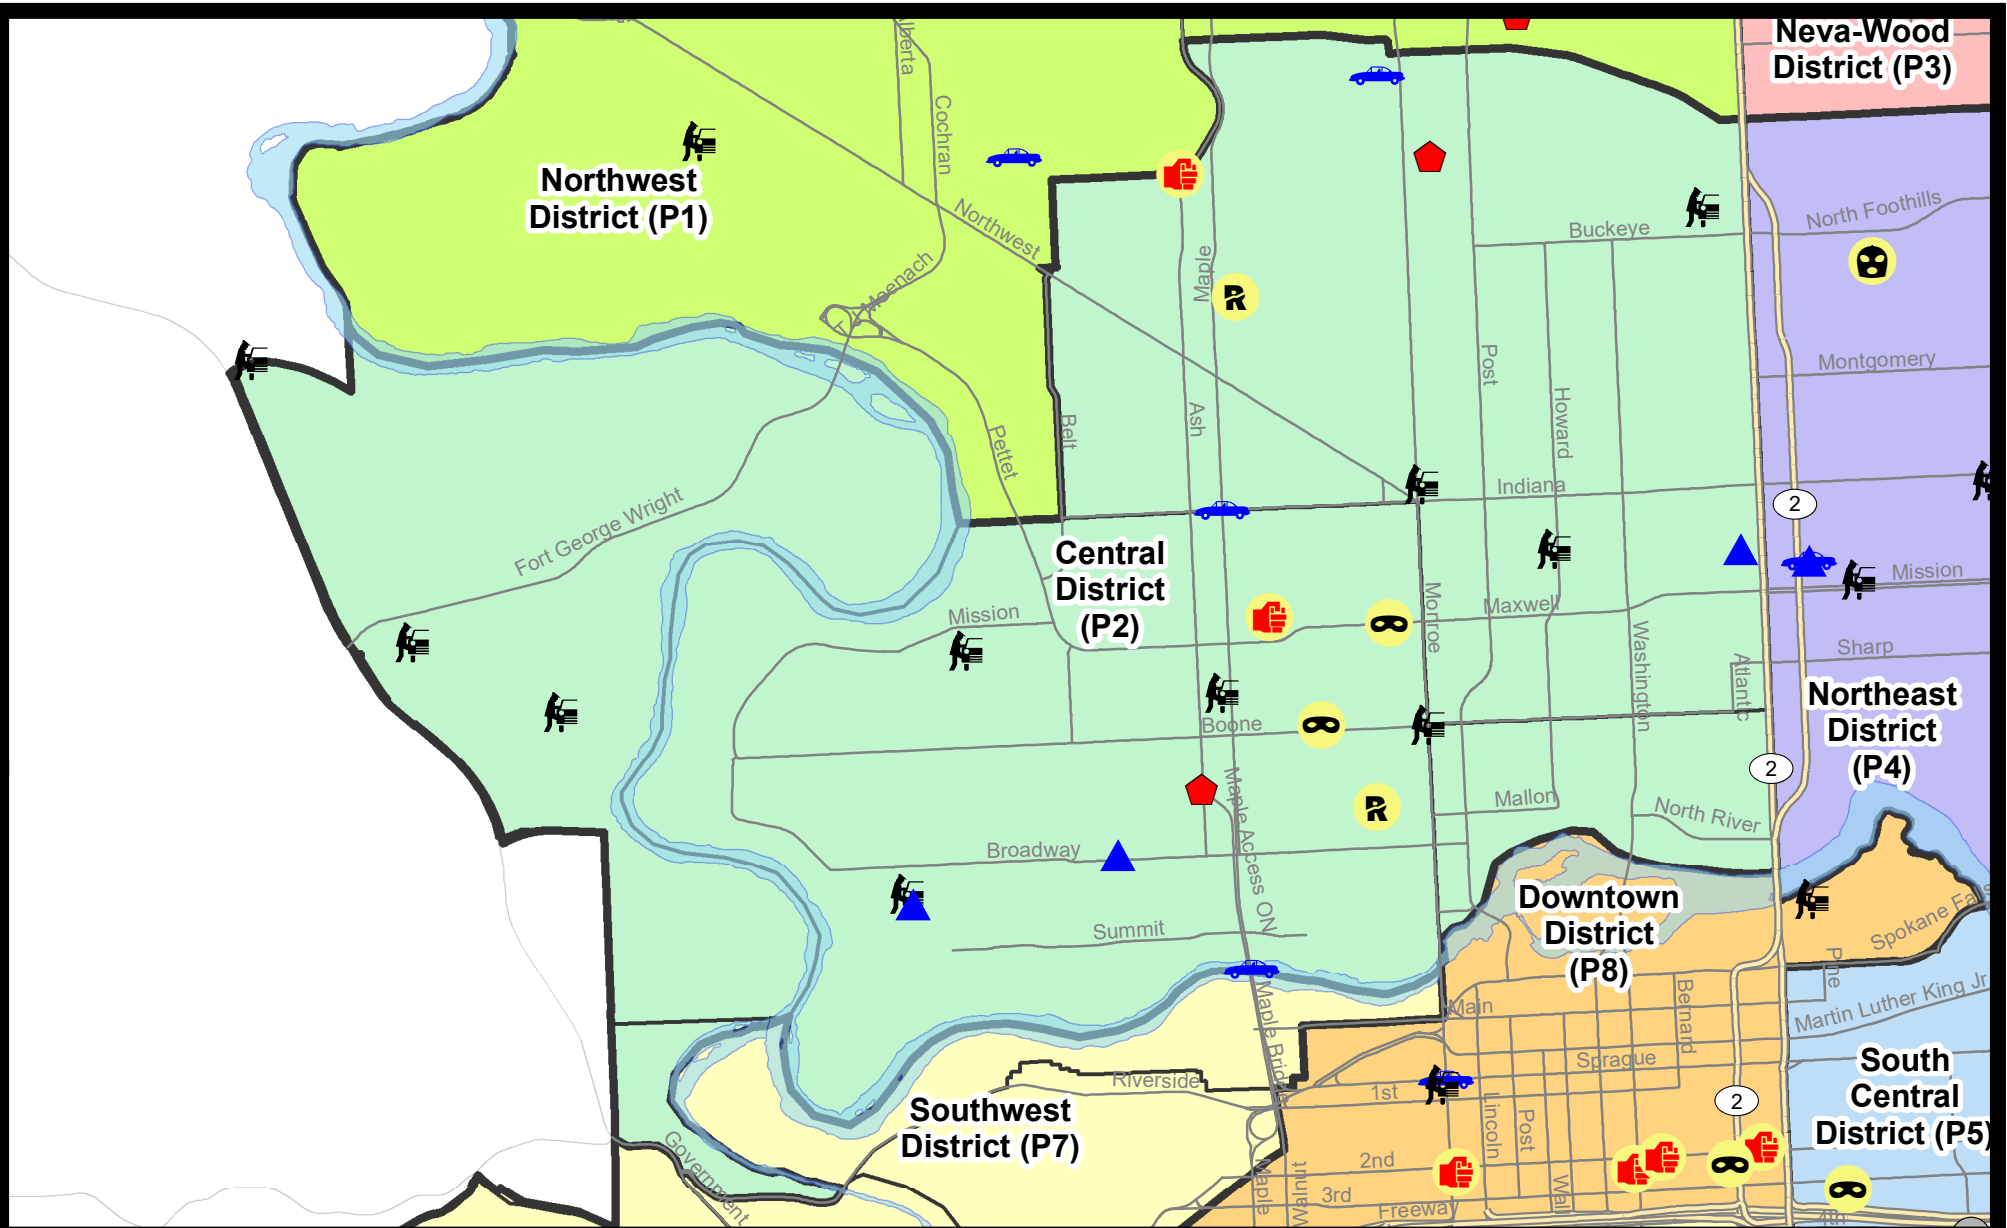 Neva-Wood
District (P3)
lberta
Cochran
Northwest
District (P1)
Northwest
North Foothills
Buckeye
Maple
T J Meenach
Montgomery
Post
Howard
Ash
Belt
Pettet
Indiana
2
Fort George Wright
Central
District
(P2)
Mission
Mission
Monroe
Maxwell
Washington
Sharp
Atlantic
Northeast
District
(P4)
Boone
2
Maple Access ON
Mallon
North River
Broadway
Downtown
District
(P8)
Summit
Spokane Fa
Pine
Bernard
Main
Martin Luther King Jr
Maple Bridge
Sprague
Riverside
1st
South
Central
District (P5)
2
Lincoln
Post
Southwest
District (P7)
Government
2nd
3rd
Maple
Walnut
Wall
Freeway
4th
R
R